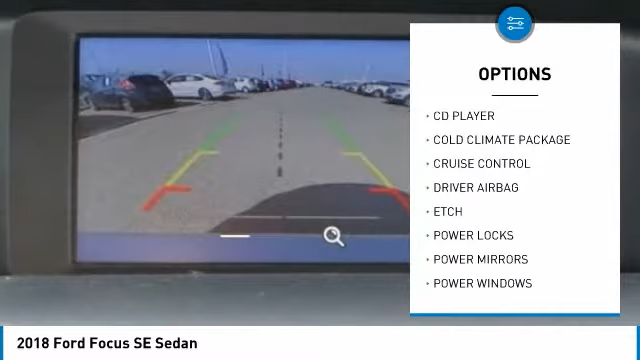 OPTIONS
CD PLAYER
COLD CLIMATE PACKAGE
CRUISE CONTROL
DRIVER AIRBAG
ETCH
POWER LOCKS
POWER MIRRORS
POWER WINDOWS
2018 Ford Focus SE Sedan